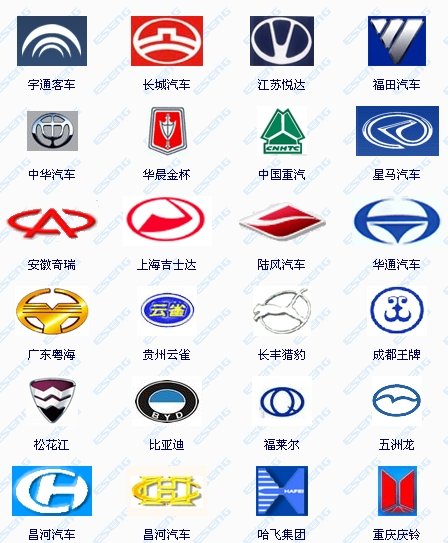 宇通客车 长城汽车 江苏悦达 福田汽车
CNHTC
中华汽车 华晨金杯 中国重汽 星马汽车
安徽奇瑞 上海吉士达 陆风汽车 华通汽车
云雀
广东粤海 贵州云雀 长丰猎豹 成都王牌
BYD
松花江 比亚迪 福莱尔 五洲龙
HAFEI
昌河汽车 昌河汽车 哈飞集团 重庆庆铃
ESSENG